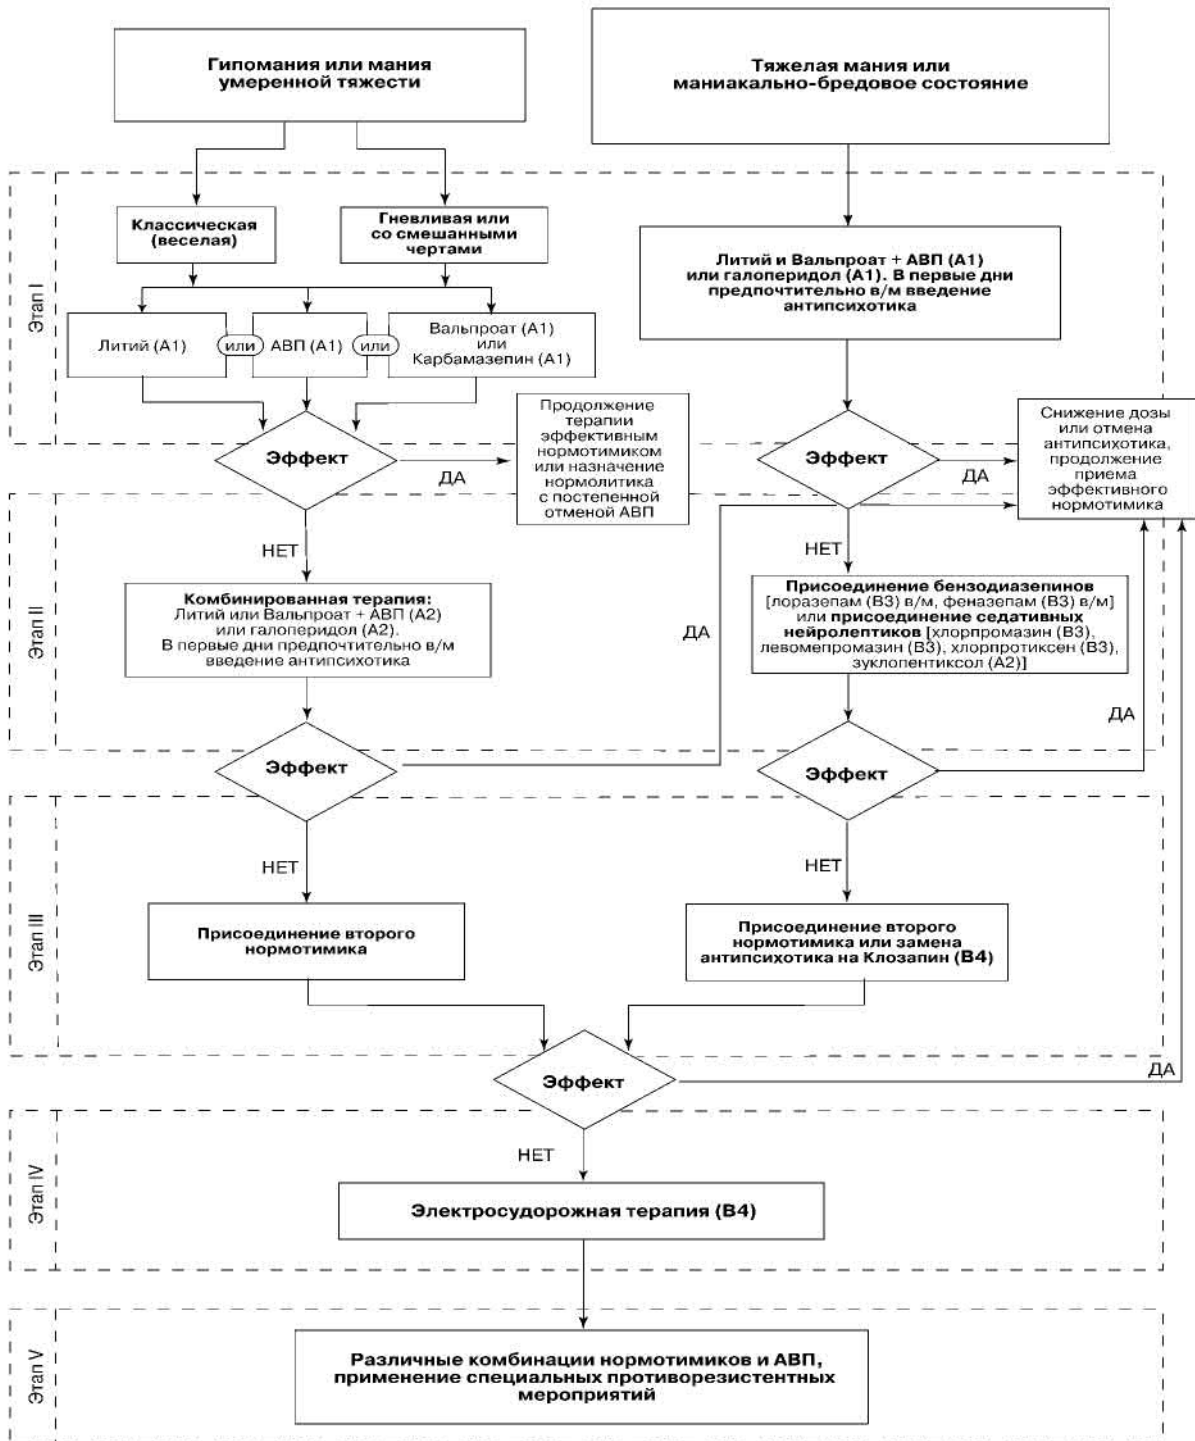 Гипомания или мания
умеренной тяжести
Тяжелая мания или
маниакально-бредовое состояние
Этап I
Классическая
(веселая)
Гневливая или
со смешанными
чертами
Литий и Вальпроат + АВП (А1)
или галоперидол (А1). В первые дни
предпочтительно в/м введение
антипсихотика
Литий (А1)
или
АВП (А1)
или
Вальпроат (А1)
или
Карбамазепин (А1)
Эффект
ДА
Продолжение
терапии
эффективным
нормотимиком
или назначение
нормолитика
с постепенной
отменой АВП
Эффект
ДА
Снижение дозы
или отмена
антипсихотика,
продолжение
приема
эффективного
нормотимика
Этап II
НЕТ
Комбинированная терапия:
Литий или Вальпроат + АВП (А2)
или галоперидол (А2).
В первые дни предпочтительно в/м
введение антипсихотика
ДА
НЕТ
Присоединение бензодиазепинов
[лоразепам (В3) в/м, феназепам (В3) в/м]
или присоединение седативных
нейролептиков [хлорпромазин (В3),
левомепромазин (В3), хлорпротиксен (В3),
зуклопентиксол (А2)]
ДА
Эффект
Эффект
Этап III
НЕТ
Присоединение второго
нормотимика
НЕТ
Присоединение второго
нормотимика или замена
антипсихотика на Клозапин (В4)
Эффект
ДА
Этап IV
НЕТ
Электросудорожная терапия (В4)
Этап V
Различные комбинации нормотимиков и АВП,
применение специальных противорезистентных
мероприятий